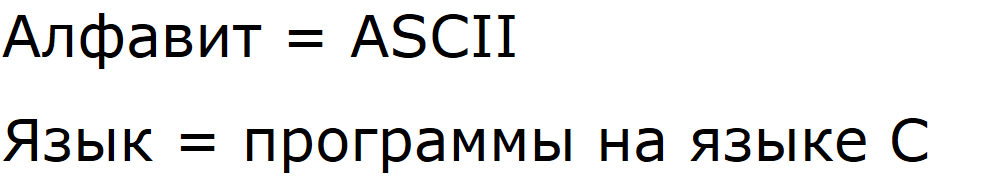 Алфавит = ASCII
Язык = программы на языке С